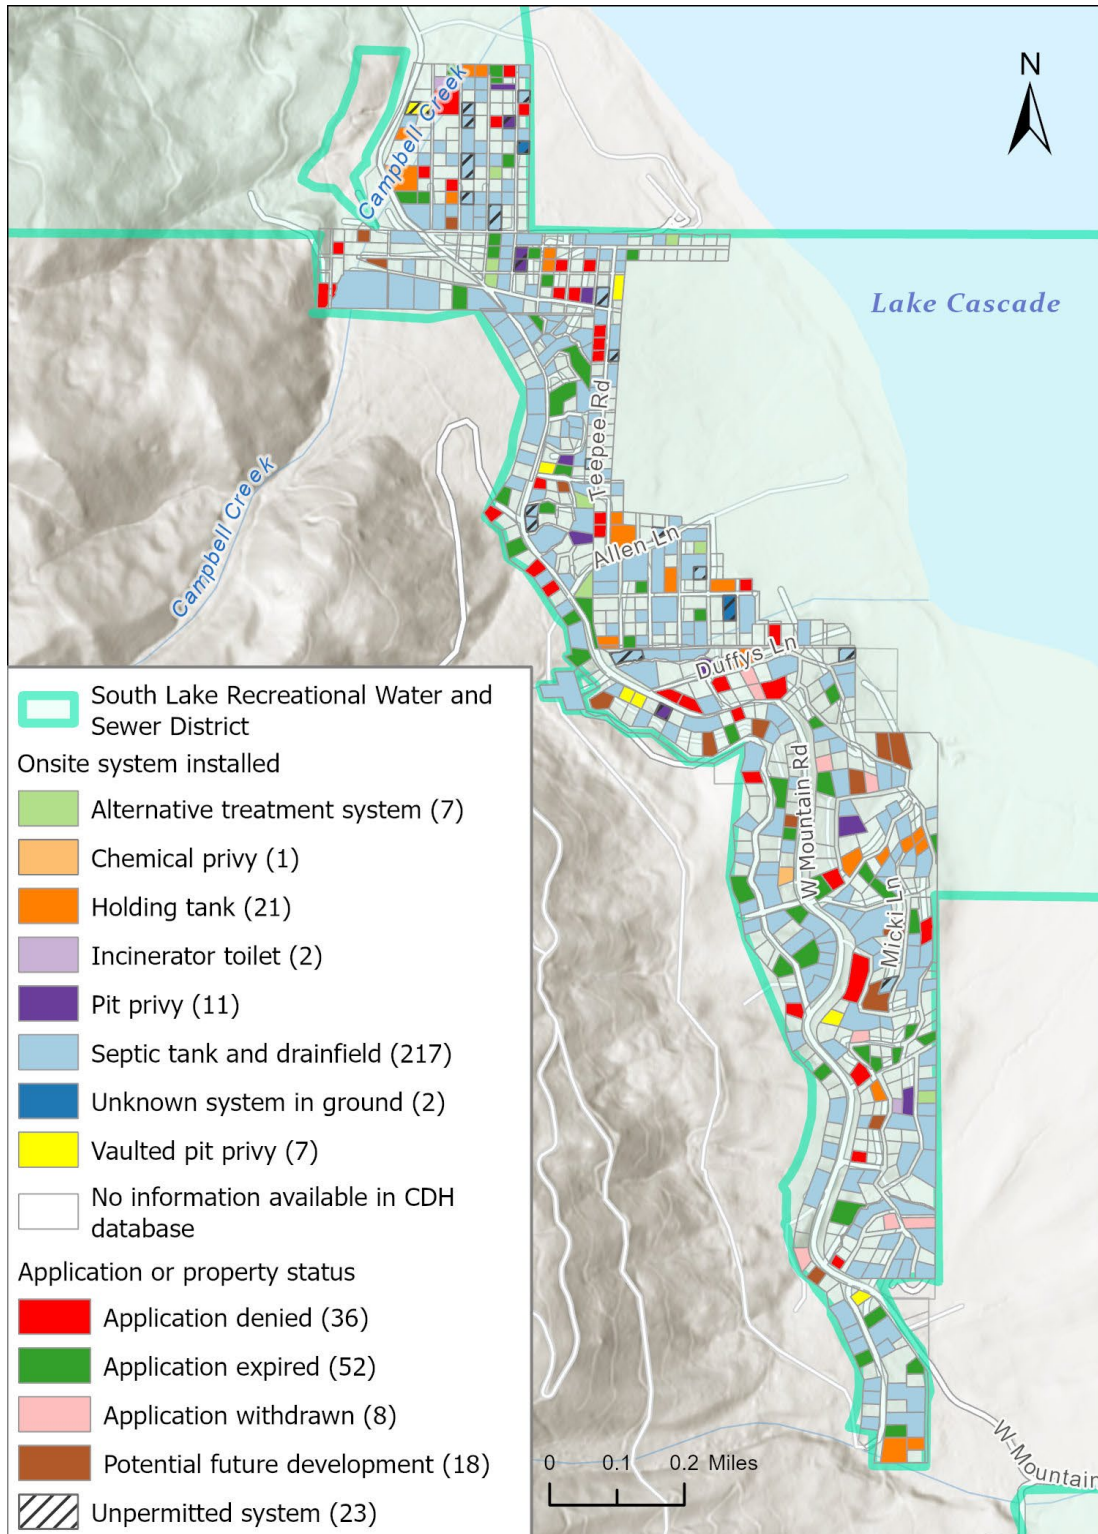 N
Campbell Creek
Lake Cascade
Teepee Rd
Campbell Creek
Allen Ln
Duffys Ln
W Mountain Rd
Micki Ln
W Mountain
South Lake Recreational Water and
Sewer District
Onsite system installed
Alternative treatment system (7)
Chemical privy (1)
Holding tank (21)
Incinerator toilet (2)
Pit privy (11)
Septic tank and drainfield (217)
Unknown system in ground (2)
Vaulted pit privy (7)
No information available in CDH
database
Application or property status
Application denied (36)
Application expired (52)
Application withdrawn (8)
Potential future development (18)
Unpermitted system (23)
0 0.1 0.2 Miles